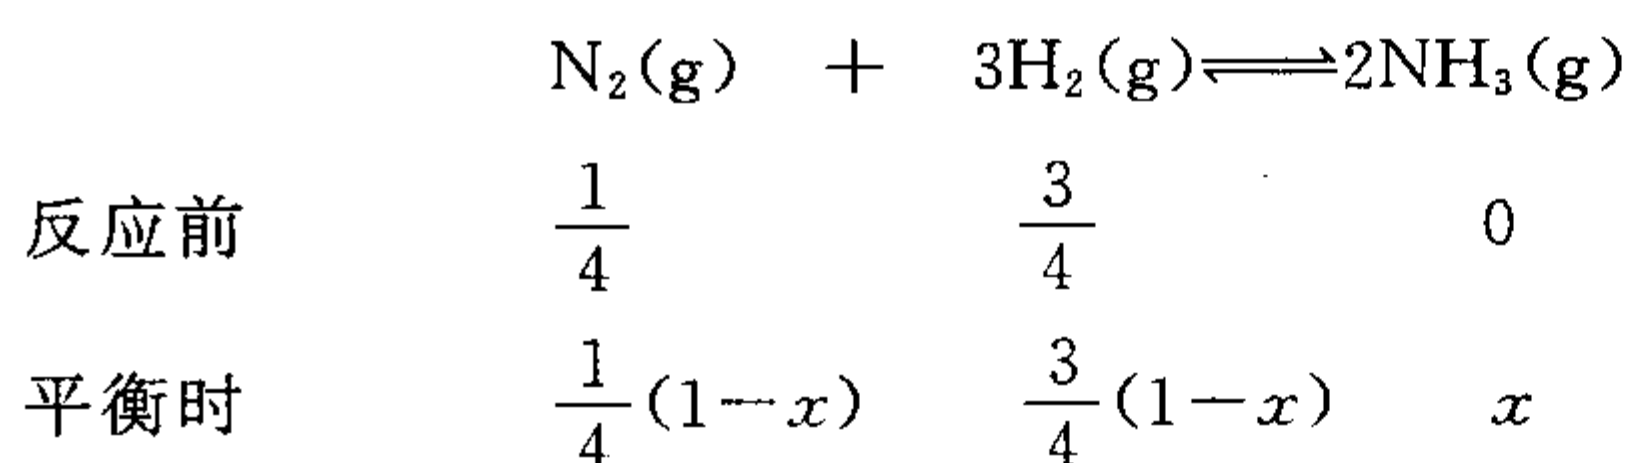 N₂(g) + 3H₂(g)⇌2NH₃(g)
反应前 1/4 3/4 0
平衡时 1/4(1-x) 3/4(1-x) x